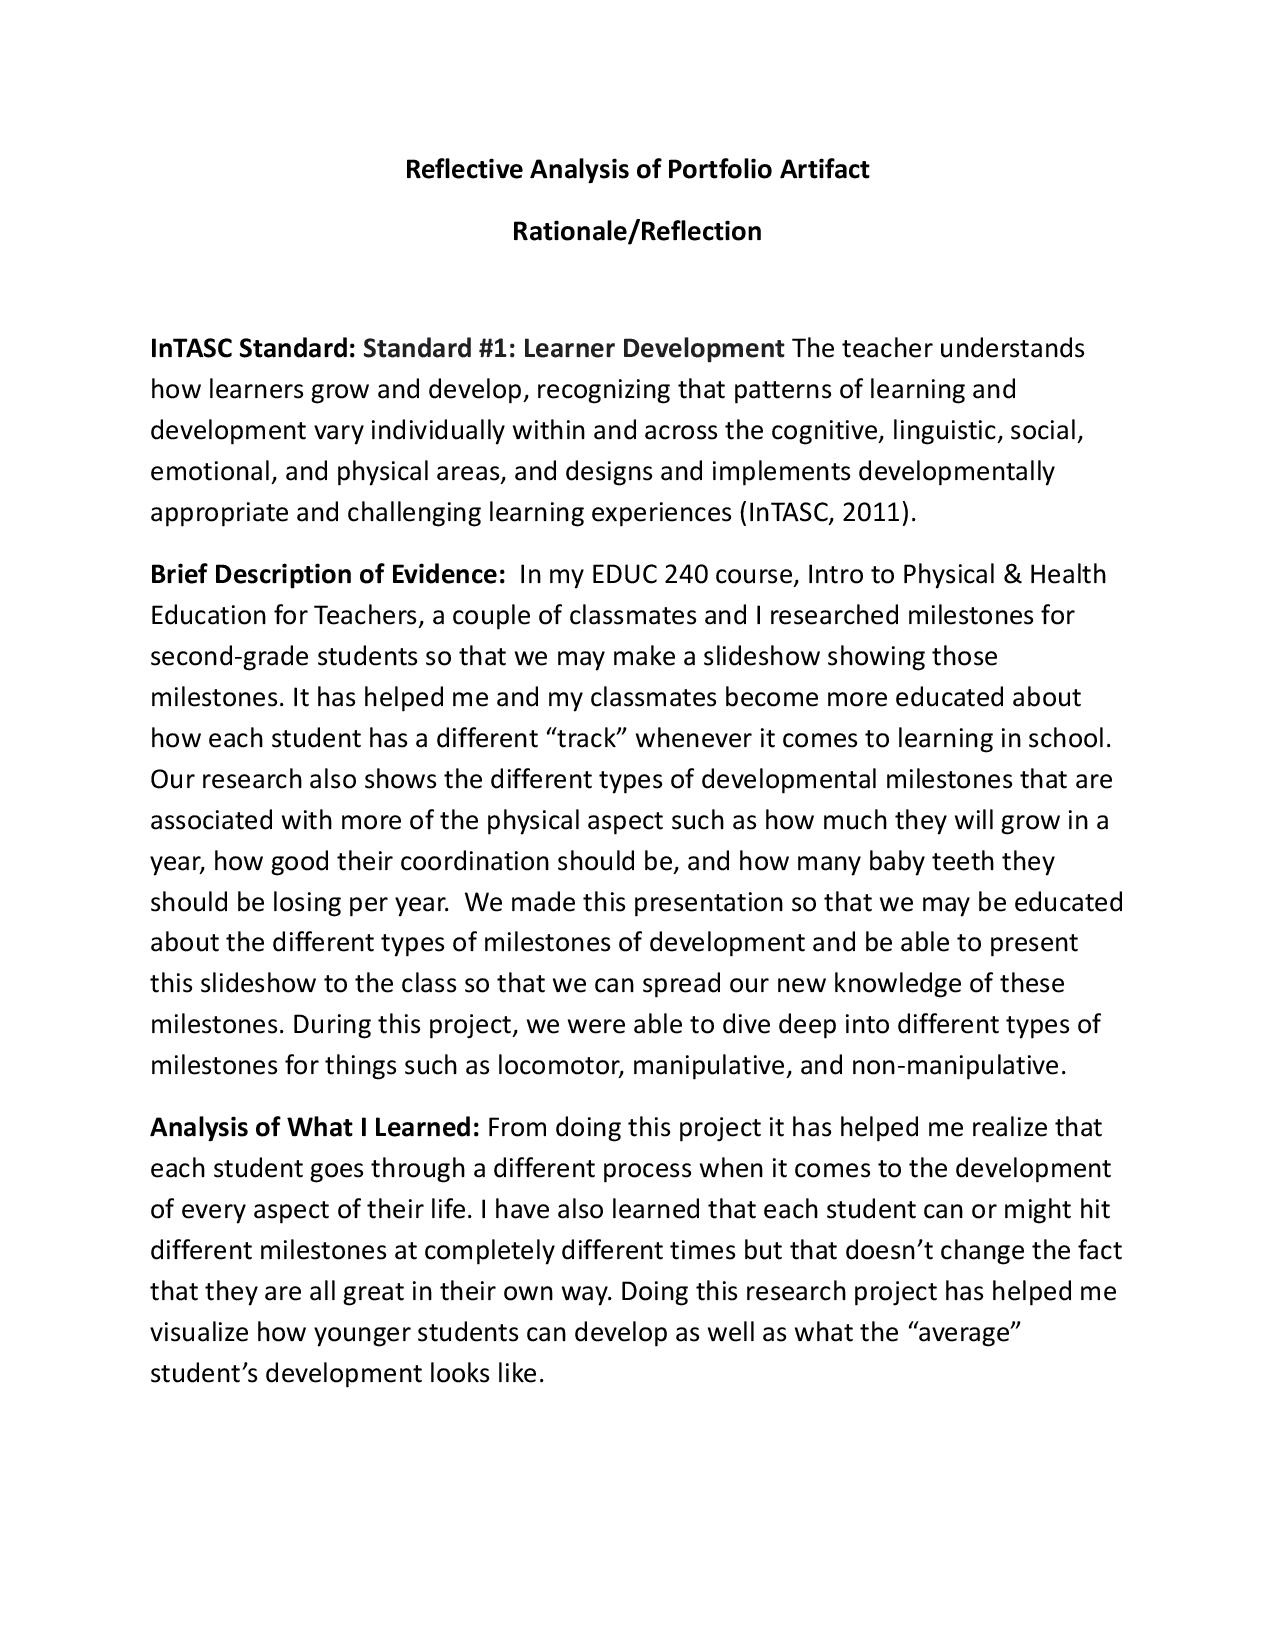 Reflective Analysis of Portfolio Artifact
Rationale/Reflection
InTASC Standard: Standard #1: Learner Development The teacher understands
how learners grow and develop, recognizing that patterns of learning and
development vary individually within and across the cognitive, linguistic, social,
emotional, and physical areas, and designs and implements developmentally
appropriate and challenging learning experiences (InTASC, 2011).
Brief Description of Evidence:  In my EDUC 240 course, Intro to Physical & Health
Education for Teachers, a couple of classmates and I researched milestones for
second-grade students so that we may make a slideshow showing those
milestones. It has helped me and my classmates become more educated about
how each student has a different “track” whenever it comes to learning in school.
Our research also shows the different types of developmental milestones that are
associated with more of the physical aspect such as how much they will grow in a
year, how good their coordination should be, and how many baby teeth they
should be losing per year.  We made this presentation so that we may be educated
about the different types of milestones of development and be able to present
this slideshow to the class so that we can spread our new knowledge of these
milestones. During this project, we were able to dive deep into different types of
milestones for things such as locomotor, manipulative, and non-manipulative.
Analysis of What I Learned: From doing this project it has helped me realize that
each student goes through a different process when it comes to the development
of every aspect of their life. I have also learned that each student can or might hit
different milestones at completely different times but that doesn’t change the fact
that they are all great in their own way. Doing this research project has helped me
visualize how younger students can develop as well as what the “average”
student’s development looks like.